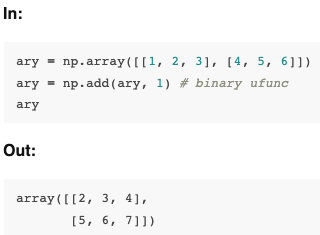 In:
ary = np.array([[1, 2, 3], [4, 5, 6]])
ary = np.add(ary, 1) # binary ufunc
ary
Out:
array([[2, 3, 4],
       [5, 6, 7]])